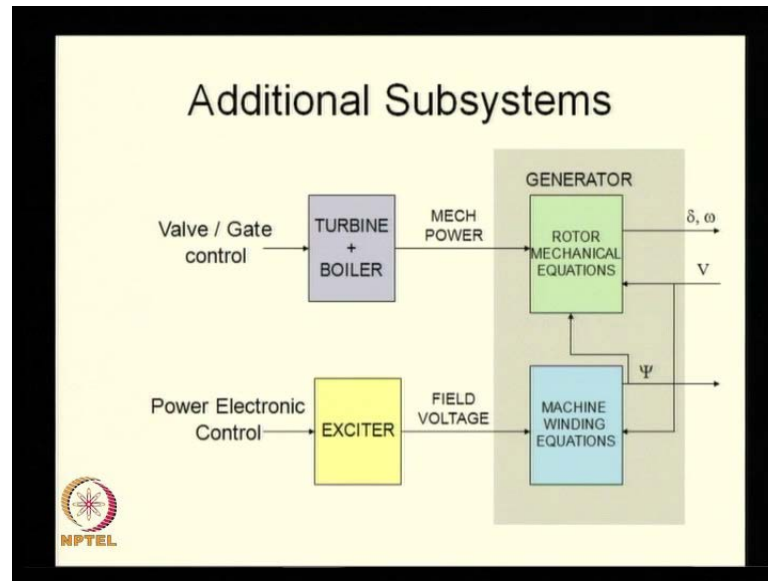 Additional Subsystems
GENERATOR
Valve / Gate
control
TURBINE
+
BOILER
MECH
POWER
ROTOR
MECHANICAL
EQUATIONS
δ, ω
V
Ψ
Power Electronic
Control
EXCITER
FIELD
VOLTAGE
MACHINE
WINDING
EQUATIONS
NPTEL